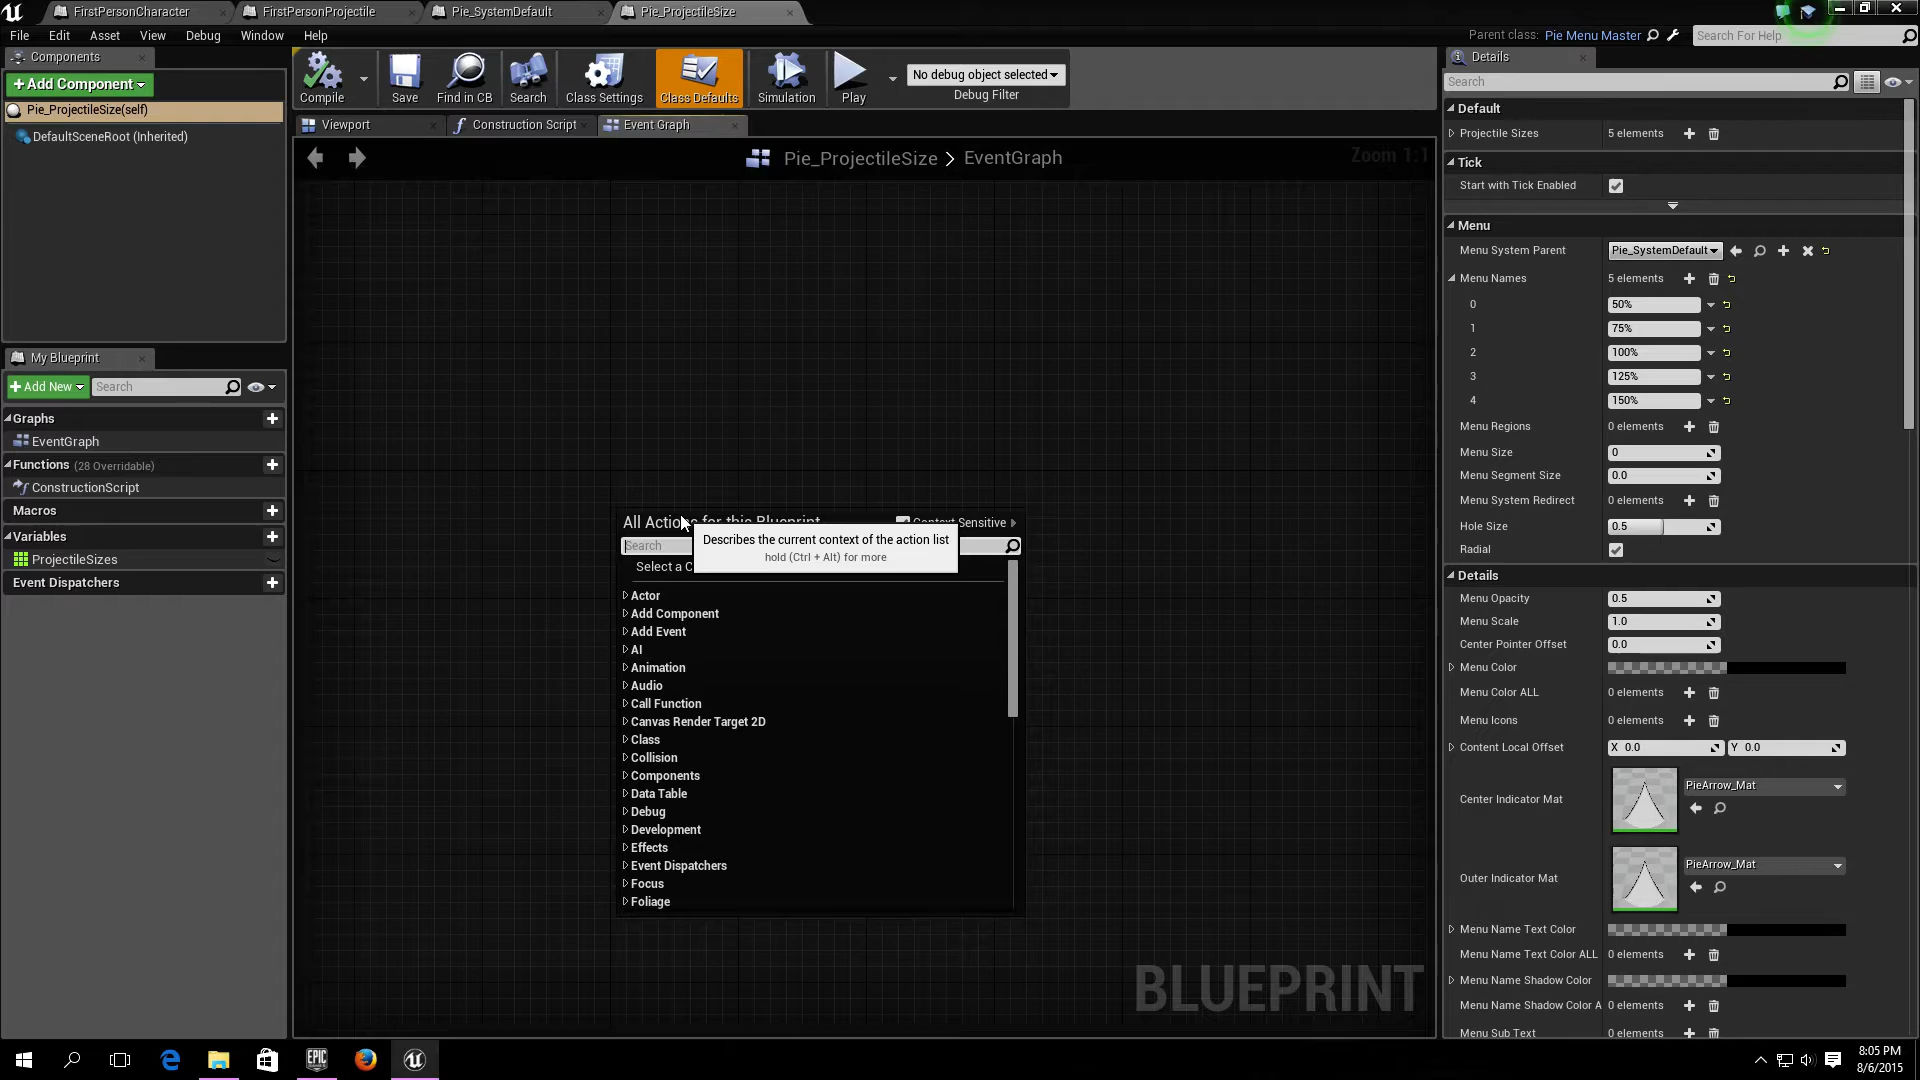 FirstPersonCharacter
FirstPersonProjectile
Pie_SystemDefault
Pie_ProjectileSize
File Edit Asset View Debug Window Help
Parent class: Pie Menu Master
Search For Help
Components
Add Component
Pie_ProjectileSize(self)
DefaultSceneRoot (Inherited)
My Blueprint
Add New
Search
Graphs
EventGraph
Functions (28 Overridable)
ConstructionScript
Macros
Variables
ProjectileSizes
Event Dispatchers
Compile
Save
Find in CB
Search
Class Settings
Class Defaults
Simulation
Play
No debug object selected
Debug Filter
Viewport
Construction Script
Event Graph
Pie_ProjectileSize > EventGraph
Zoom 1:1
All Actions for this Blueprint
Context Sensitive
Search
Describes the current context of the action list
hold (Ctrl + Alt) for more
Select a C
Actor
Add Component
Add Event
AI
Animation
Audio
Call Function
Canvas Render Target 2D
Class
Collision
Components
Data Table
Debug
Development
Effects
Event Dispatchers
Focus
Foliage
BLUEPRINT
Details
Search
Default
Projectile Sizes 5 elements
Tick
Start with Tick Enabled
Menu
Menu System Parent Pie_SystemDefault
Menu Names 5 elements
0 50%
1 75%
2 100%
3 125%
4 150%
Menu Regions 0 elements
Menu Size 0
Menu Segment Size 0.0
Menu System Redirect 0 elements
Hole Size 0.5
Radial
Details
Menu Opacity 0.5
Menu Scale 1.0
Center Pointer Offset 0.0
Menu Color
Menu Color ALL 0 elements
Menu Icons 0 elements
Content Local Offset X 0.0 Y 0.0
Center Indicator Mat PieArrow_Mat
Outer Indicator Mat PieArrow_Mat
Menu Name Text Color
Menu Name Text Color ALL 0 elements
Menu Name Shadow Color
Menu Name Shadow Color A 0 elements
Menu Sub Text 0 elements
EPIC GAMES
8:05 PM
8/6/2015